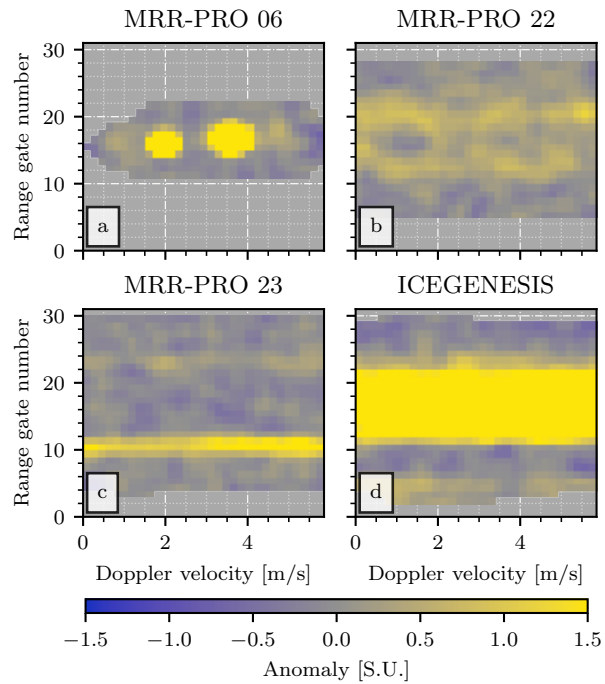 MRR-PRO 06
MRR-PRO 22
Range gate number
30
20
10
0
a
b
MRR-PRO 23
ICEGENESIS
Range gate number
30
20
10
0
c
d
0 2 4
0 2 4
Doppler velocity [m/s]
Doppler velocity [m/s]
−1.5 −1.0 −0.5 0.0 0.5 1.0 1.5
Anomaly [S.U.]